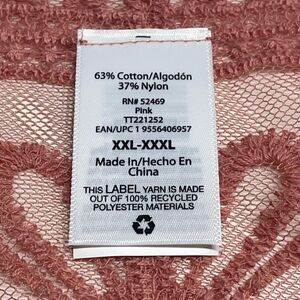 63% Cotton/Algodón
37% Nylon
RN# 52469
Pink
TT221252
EAN/UPC 1 9556406957
XXL-XXXL
Made In/Hecho En
China
THIS LABEL YARN IS MADE
OUT OF 100% RECYCLED
POLYESTER MATERIALS